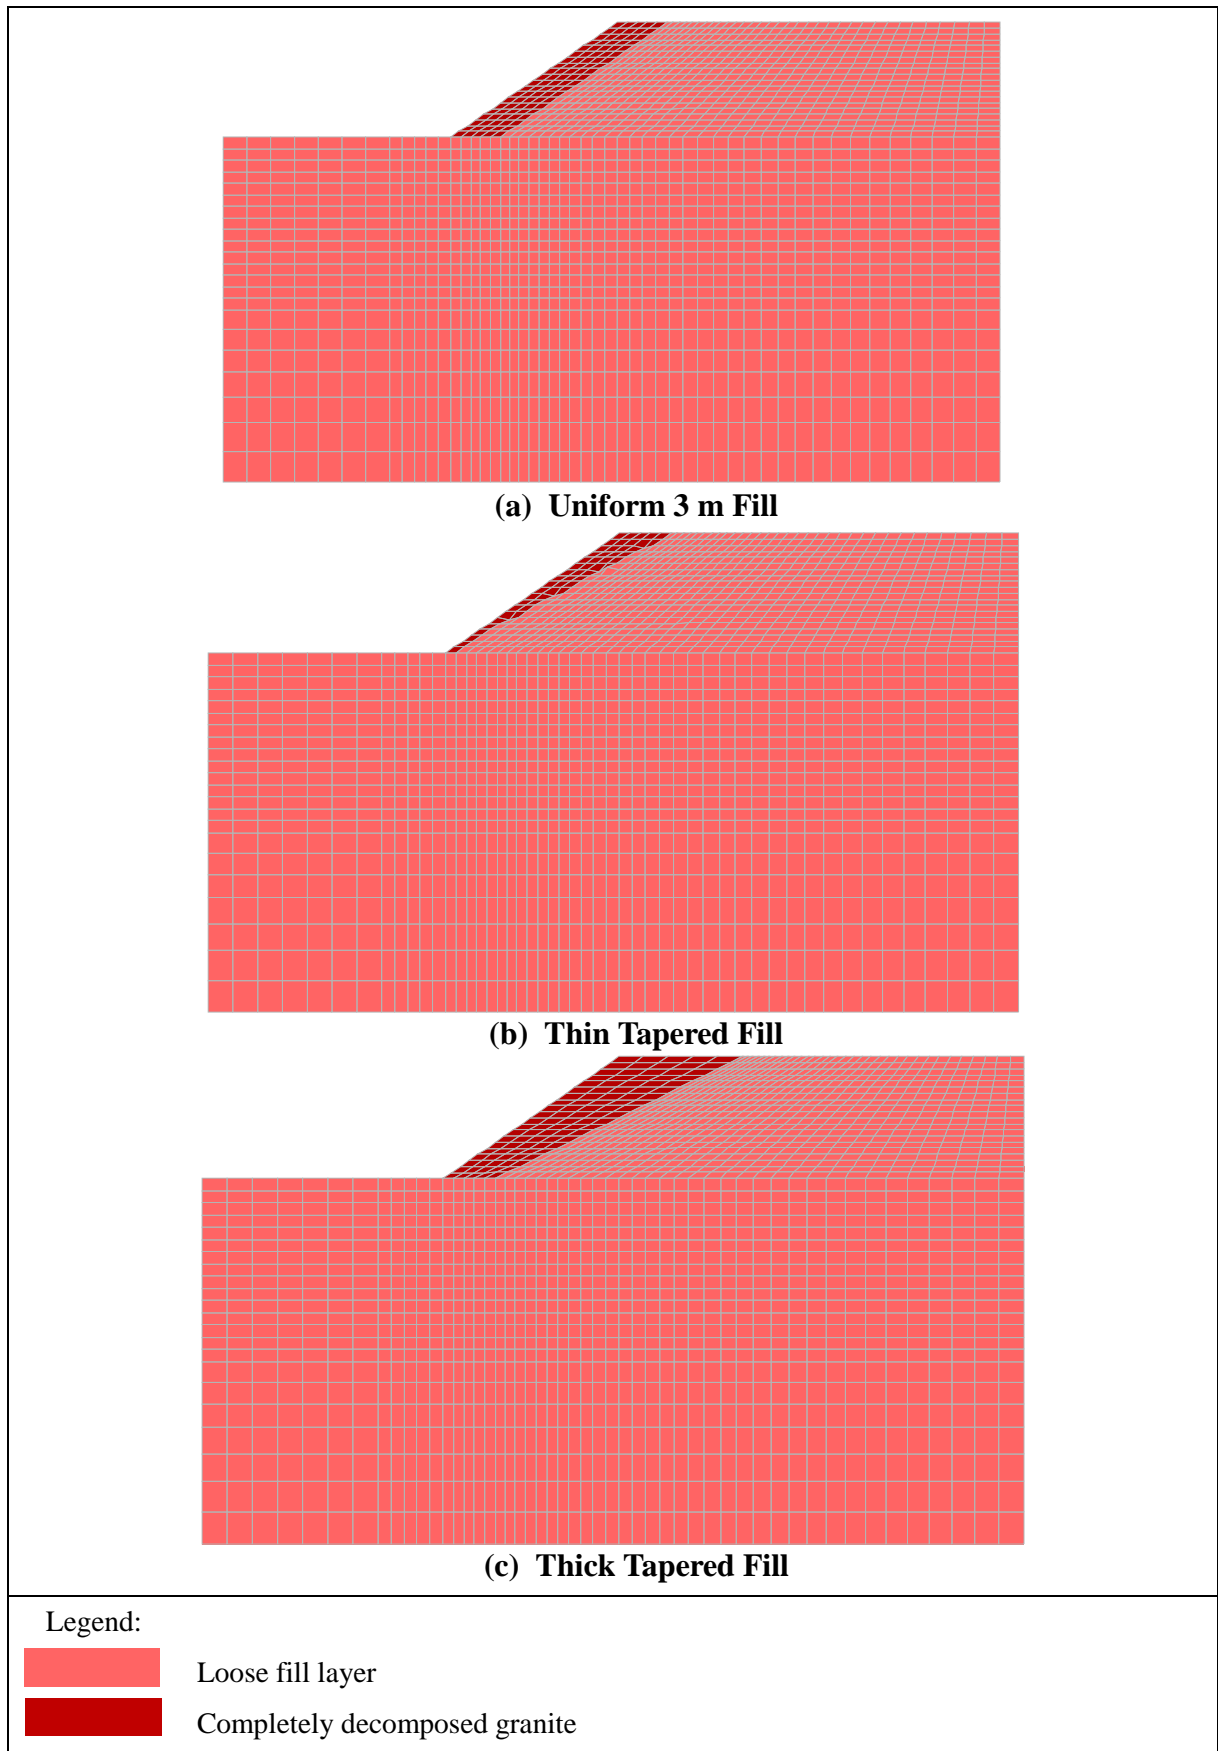 (a) Uniform 3 m Fill
(b) Thin Tapered Fill
(c) Thick Tapered Fill
Legend:
Loose fill layer
Completely decomposed granite